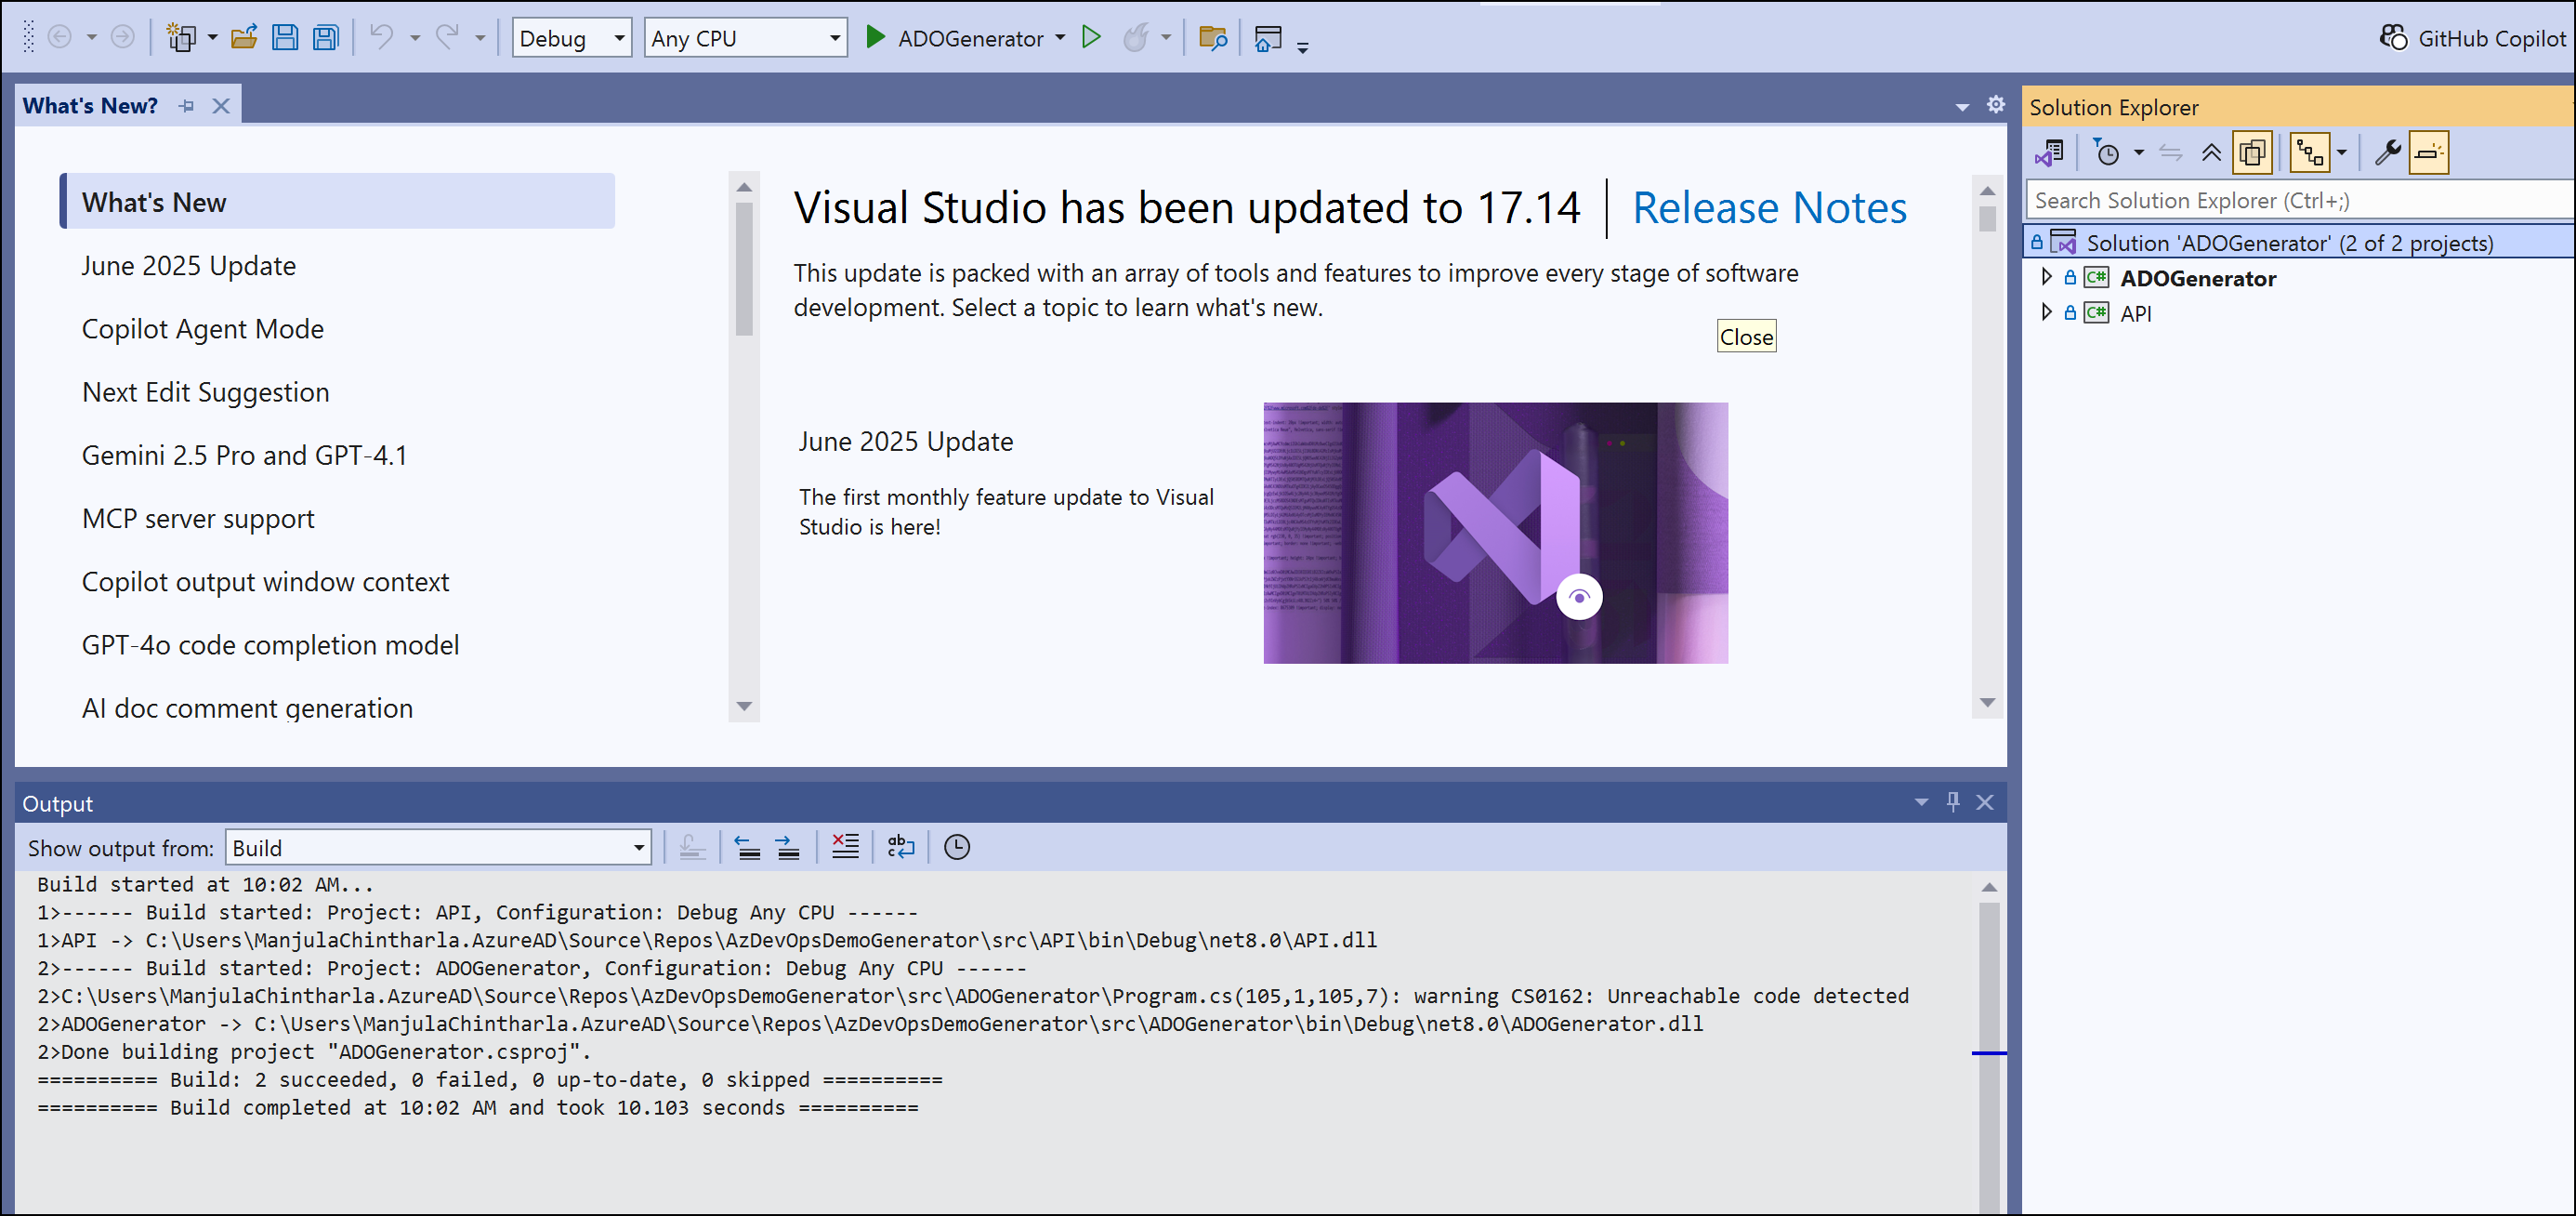 Debug
Any CPU
ADOGenerator
GitHub Copilot
What's New?
What's New
June 2025 Update
Copilot Agent Mode
Next Edit Suggestion
Gemini 2.5 Pro and GPT-4.1
MCP server support
Copilot output window context
GPT-4o code completion model
AI doc comment generation
Visual Studio has been updated to 17.14
Release Notes
This update is packed with an array of tools and features to improve every stage of software
development. Select a topic to learn what's new.
Close
June 2025 Update
The first monthly feature update to Visual
Studio is here!
Solution Explorer
Search Solution Explorer (Ctrl+;)
Solution 'ADOGenerator' (2 of 2 projects)
C# ADOGenerator
C# API
Output
Show output from: Build
Build started at 10:02 AM...
1>------ Build started: Project: API, Configuration: Debug Any CPU ------
1>API -> C:\Users\ManjulaChintharla.AzureAD\Source\Repos\AzDevOpsDemoGenerator\src\API\bin\Debug\net8.0\API.dll
2>------ Build started: Project: ADOGenerator, Configuration: Debug Any CPU ------
2>C:\Users\ManjulaChintharla.AzureAD\Source\Repos\AzDevOpsDemoGenerator\src\ADOGenerator\Program.cs(105,1,105,7): warning CS0162: Unreachable code detected
2>ADOGenerator -> C:\Users\ManjulaChintharla.AzureAD\Source\Repos\AzDevOpsDemoGenerator\src\ADOGenerator\bin\Debug\net8.0\ADOGenerator.dll
2>Done building project "ADOGenerator.csproj".
========== Build: 2 succeeded, 0 failed, 0 up-to-date, 0 skipped ==========
========== Build completed at 10:02 AM and took 10.103 seconds ==========